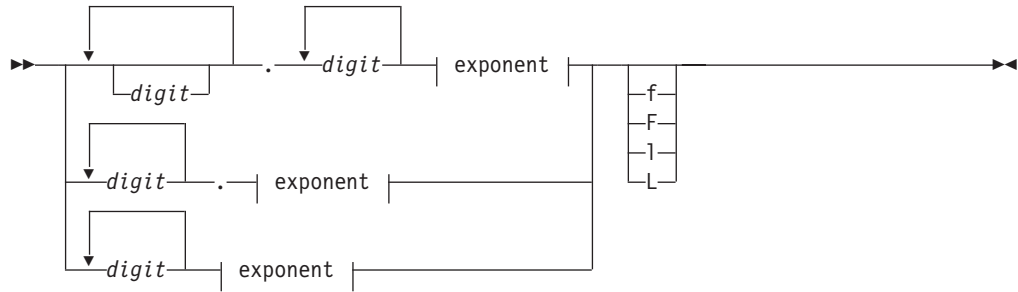 . digit exponent
digit f
F
digit . exponent l
L
digit exponent